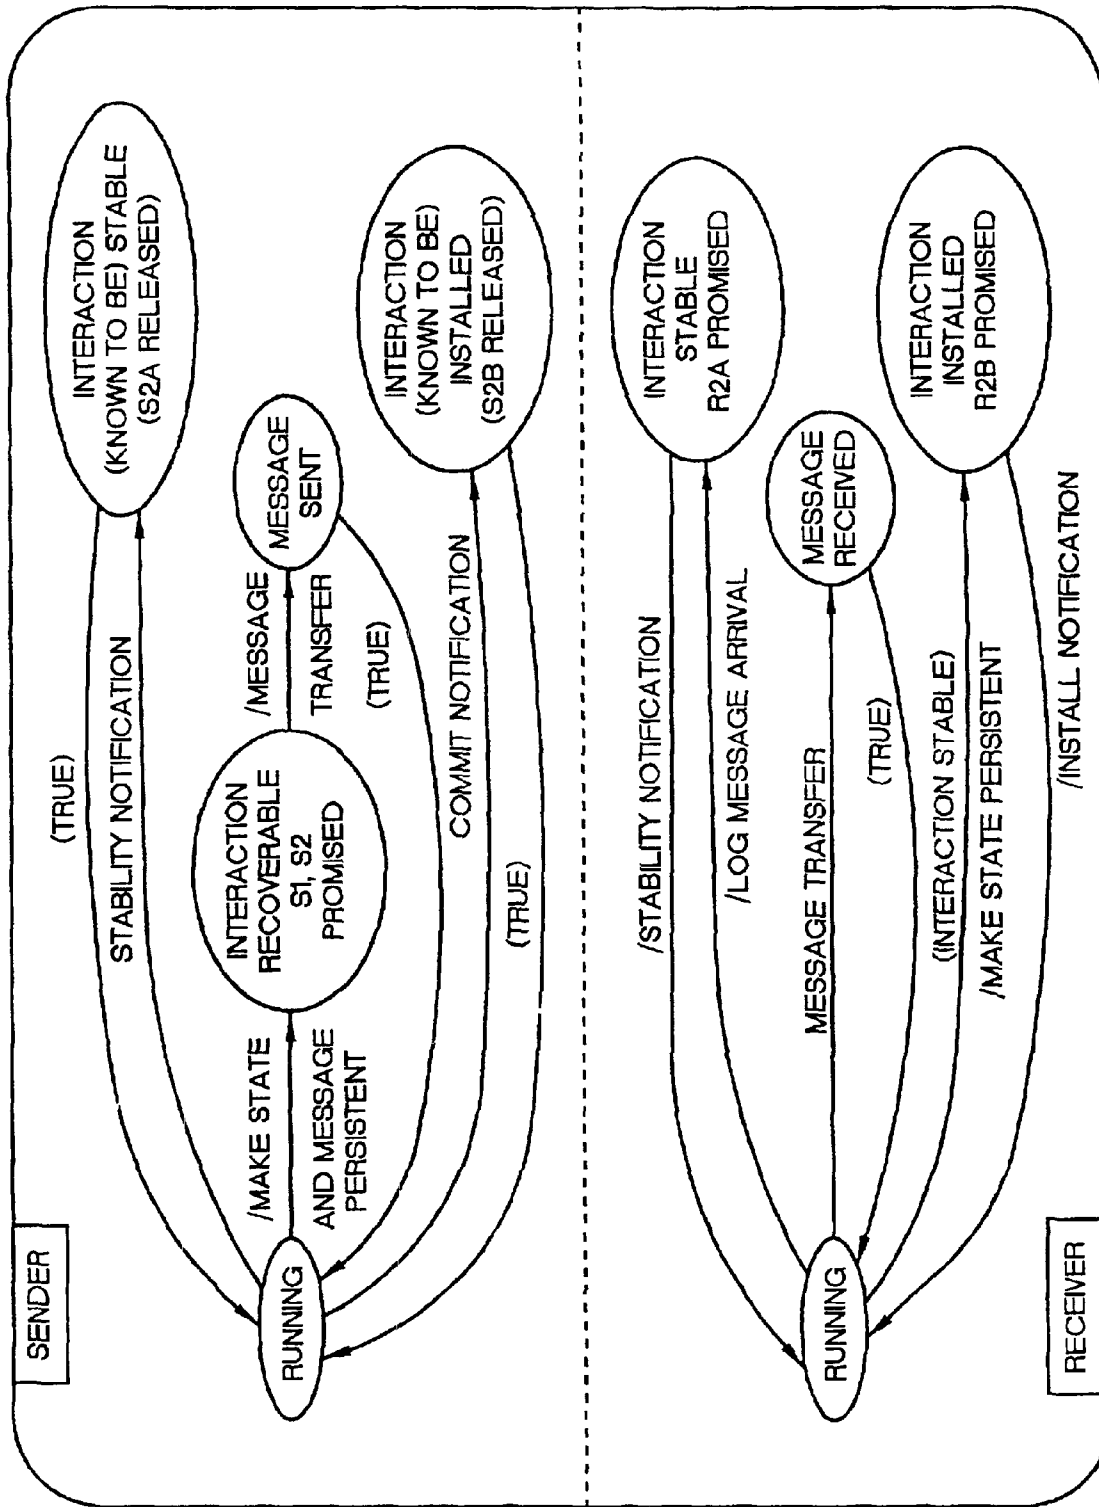 SENDER
(TRUE)
STABILITY NOTIFICATION
INTERACTION
(KNOWN TO BE) STABLE
(S2A RELEASED)
RUNNING
/MAKE STATE
AND MESSAGE
PERSISTENT
INTERACTION
RECOVERABLE
S1, S2
PROMISED
/MESSAGE
TRANSFER
MESSAGE
SENT
(TRUE)
COMMIT NOTIFICATION
(TRUE)
INTERACTION
(KNOWN TO BE)
INSTALLED
(S2B RELEASED)
/STABILITY NOTIFICATION
/LOG MESSAGE ARRIVAL
INTERACTION
STABLE
R2A PROMISED
RUNNING
MESSAGE TRANSFER
MESSAGE
RECEIVED
(TRUE)
(INTERACTION STABLE)
/MAKE STATE PERSISTENT
INTERACTION
INSTALLED
R2B PROMISED
/INSTALL NOTIFICATION
RECEIVER